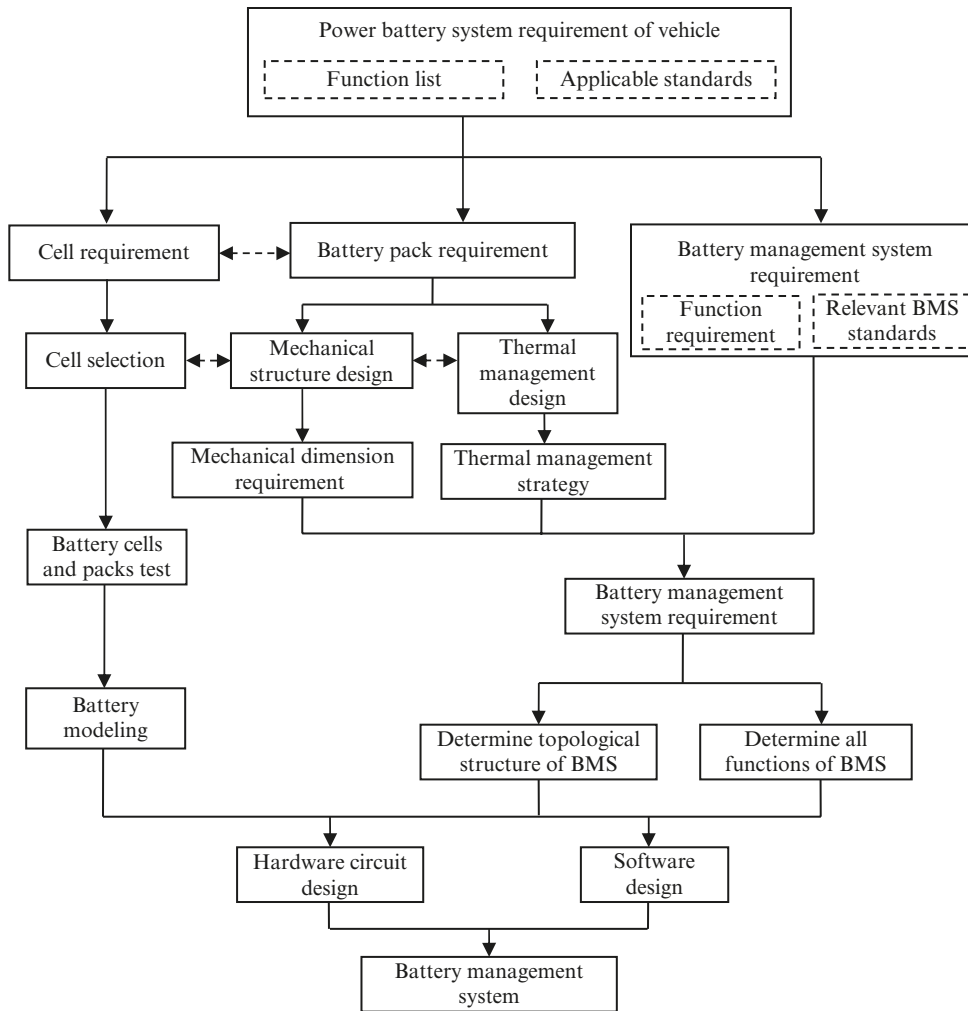 Power battery system requirement of vehicle
Function list
Applicable standards
Cell requirement
Battery pack requirement
Battery management system
requirement
Function
requirement
Relevant BMS
standards
Cell selection
Mechanical
structure design
Thermal
management
design
Mechanical dimension
requirement
Thermal management
strategy
Battery cells
and packs test
Battery management
system requirement
Battery
modeling
Determine topological
structure of BMS
Determine all
functions of BMS
Hardware circuit
design
Software
design
Battery management
system